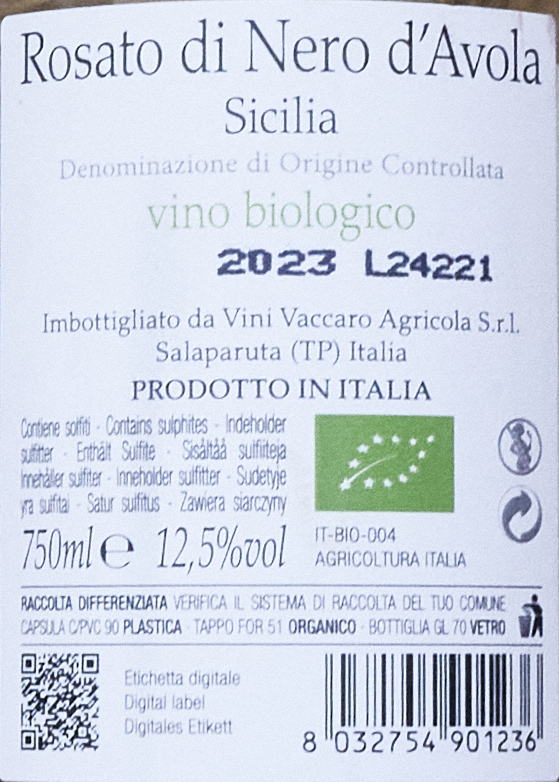 Rosato di Nero d'Avola
Sicilia
Denominazione di Origine Controllata
vino biologico
2023 L24221
Imbottigliato da Vini Vaccaro Agricola S.r.l.
Salaparuta (TP) Italia
PRODOTTO IN ITALIA
Contiene solfiti - Contains sulphites - Indeholder
sulfitter - Enthält Sulfite - Sisältää sulfiitteja
Innehåller sulfiter - Inneholder sulfitter - Sudetyje
yra sulfitai - Satur sulfitus - Zawiera siarczyny
750ml e 12,5%vol
IT-BIO-004
AGRICOLTURA ITALIA
RACCOLTA DIFFERENZIATA VERIFICA IL SISTEMA DI RACCOLTA DEL TUO COMUNE
CAPSULA C/PVC 90 PLASTICA - TAPPO FOR 51 ORGANICO - BOTTIGLIA GL 70 VETRO
Etichetta digitale
Digital label
Digitales Etikett
8 032754 901236